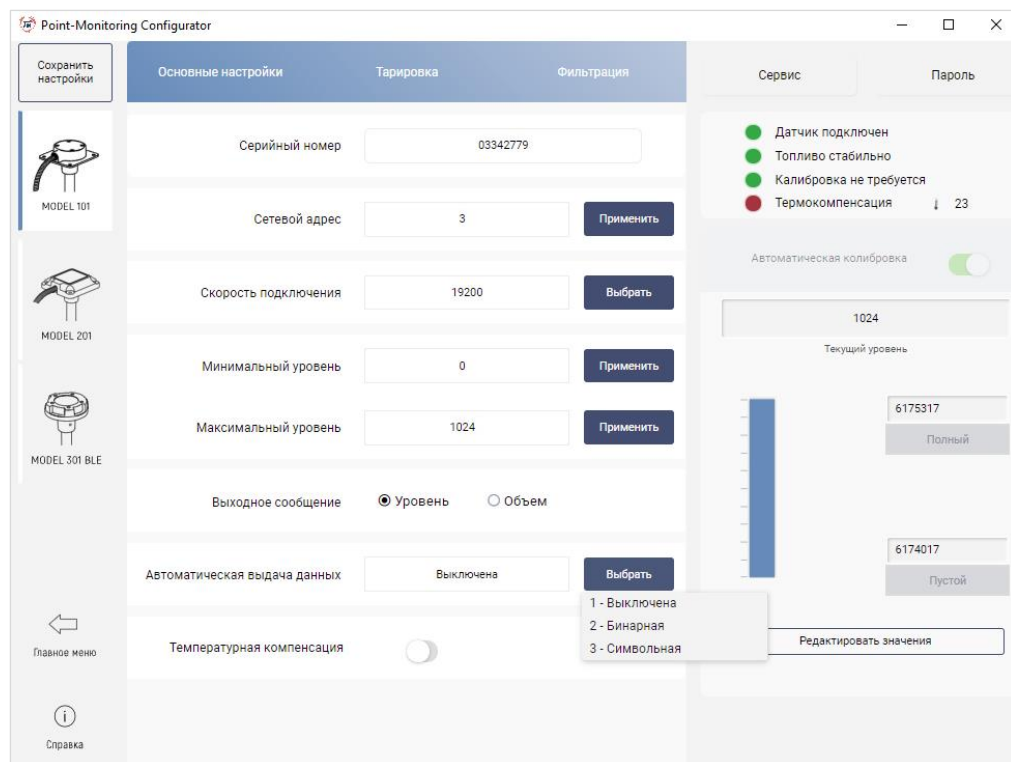 Point-Monitoring Configurator
Сохранить
настройки
Основные настройки
Тарировка
Фильтрация
Сервис
Пароль
MODEL 101
MODEL 201
MODEL 301 BLE
Главное меню
Справка
Серийный номер
03342779
Сетевой адрес
3
Применить
Скорость подключения
19200
Выбрать
Минимальный уровень
0
Применить
Максимальный уровень
1024
Применить
Выходное сообщение
Уровень
Объем
Автоматическая выдача данных
Выключена
Выбрать
1 - Выключена
2 - Бинарная
3 - Символьная
Температурная компенсация
Датчик подключен
Топливо стабильно
Калибровка не требуется
Термокомпенсация
23
Автоматическая калибровка
1024
Текущий уровень
6175317
Полный
6174017
Пустой
Редактировать значения